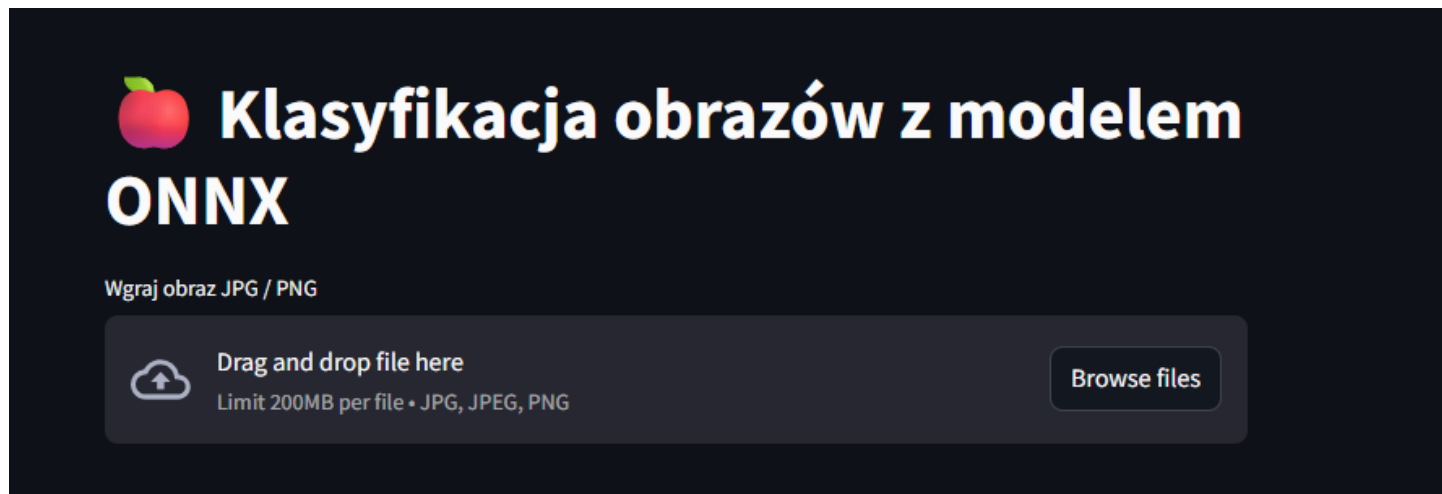 Klasyfikacja obrazów z modelem
ONNX
Wgraj obraz JPG / PNG
Drag and drop file here
Limit 200MB per file • JPG, JPEG, PNG
Browse files